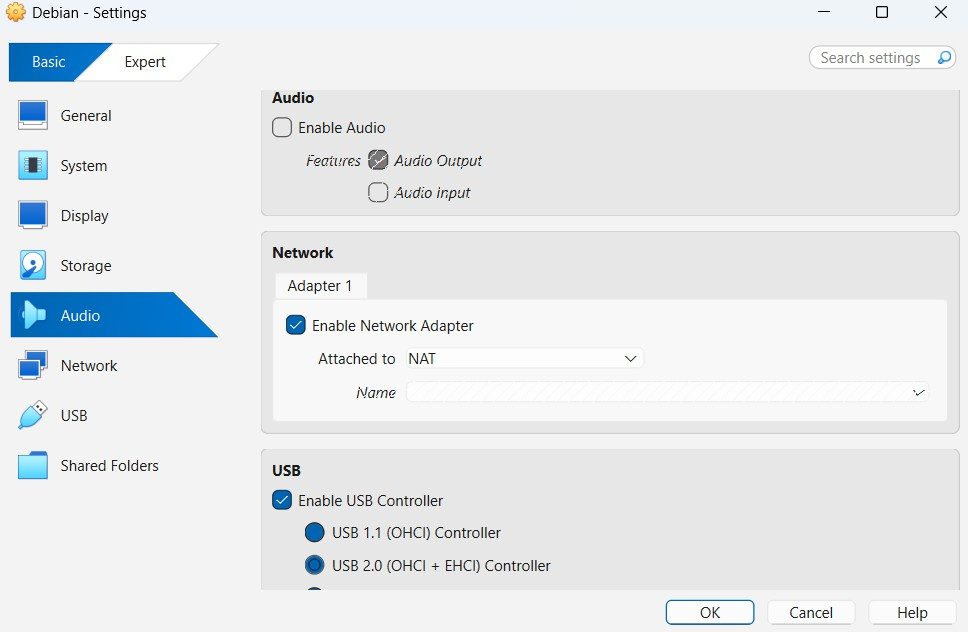 Debian - Settings
Basic Expert
Search settings
General
System
Display
Storage
Audio
Network
USB
Shared Folders
Audio
Enable Audio
Features Audio Output
Audio input
Network
Adapter 1
Enable Network Adapter
Attached to NAT
Name
USB
Enable USB Controller
USB 1.1 (OHCI) Controller
USB 2.0 (OHCI + EHCI) Controller
OK Cancel Help